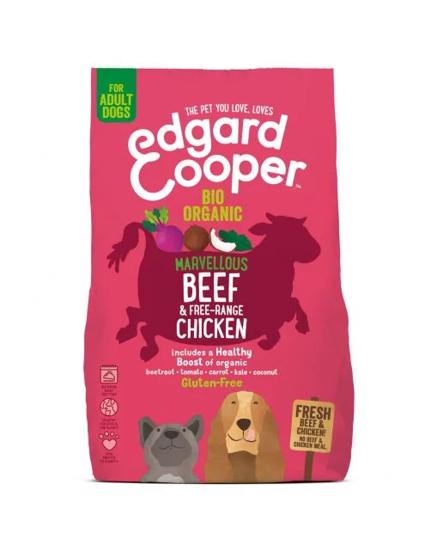 FOR
ADULT
DOGS
THE PET YOU LOVE, LOVES
edgard
Cooper™
BIO
ORGANIC
MARVELLOUS
BEEF
& FREE-RANGE
CHICKEN
includes a Healthy
Boost of organic
beetroot • tomato • carrot • kale • coconut
Gluten-Free
FRESH
BEEF &
CHICKEN!
NO BEEF &
CHICKEN MEAL.